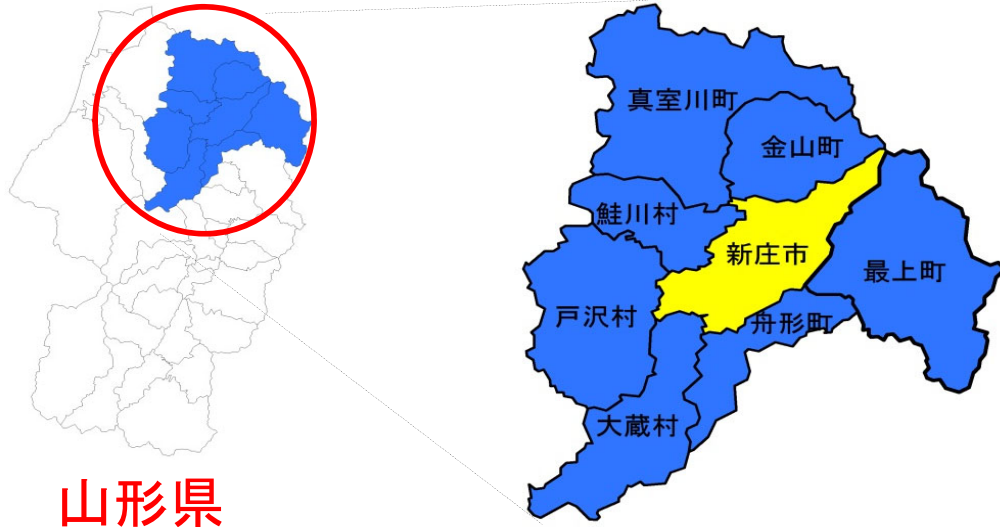 真室川町
金山町
鮭川村
新庄市
最上町
戸沢村
舟形町
大蔵村
山形県